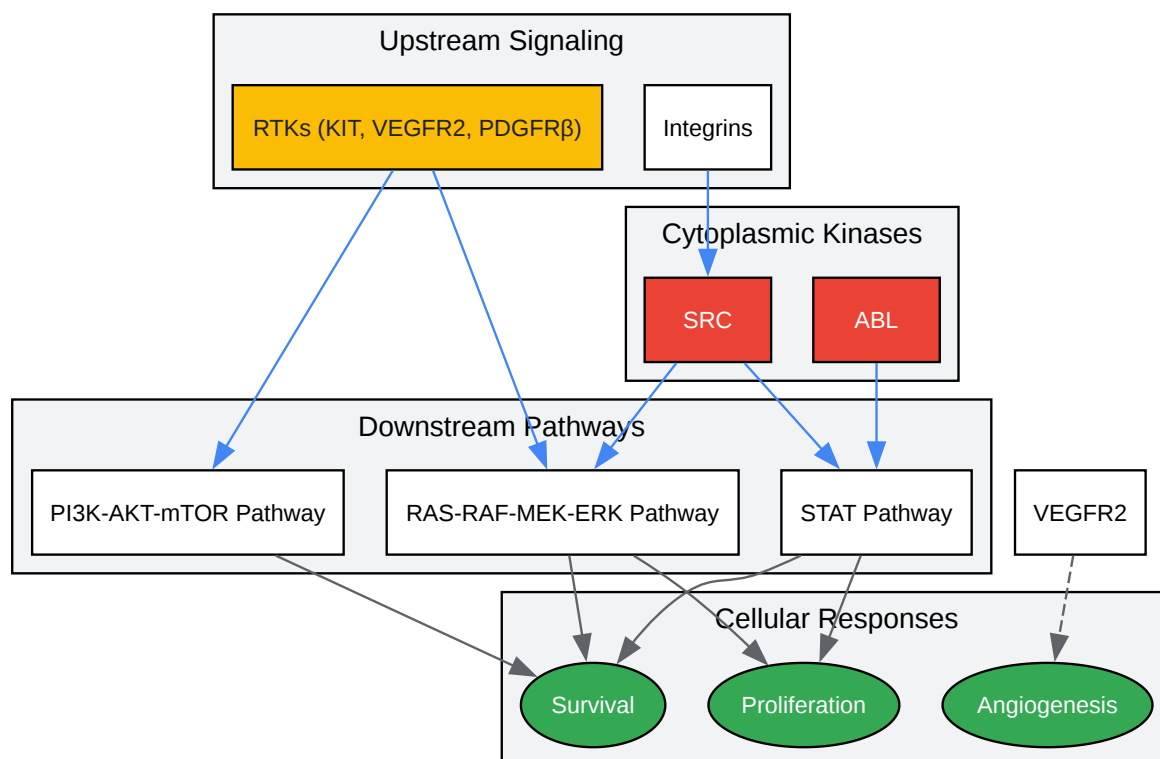 Upstream Signaling
RTKs (KIT, VEGFR2, PDGFRβ)
Integrins
Cytoplasmic Kinases
SRC
ABL
Downstream Pathways
PI3K-AKT-mTOR Pathway
RAS-RAF-MEK-ERK Pathway
STAT Pathway
VEGFR2
Cellular Responses
Survival
Proliferation
Angiogenesis